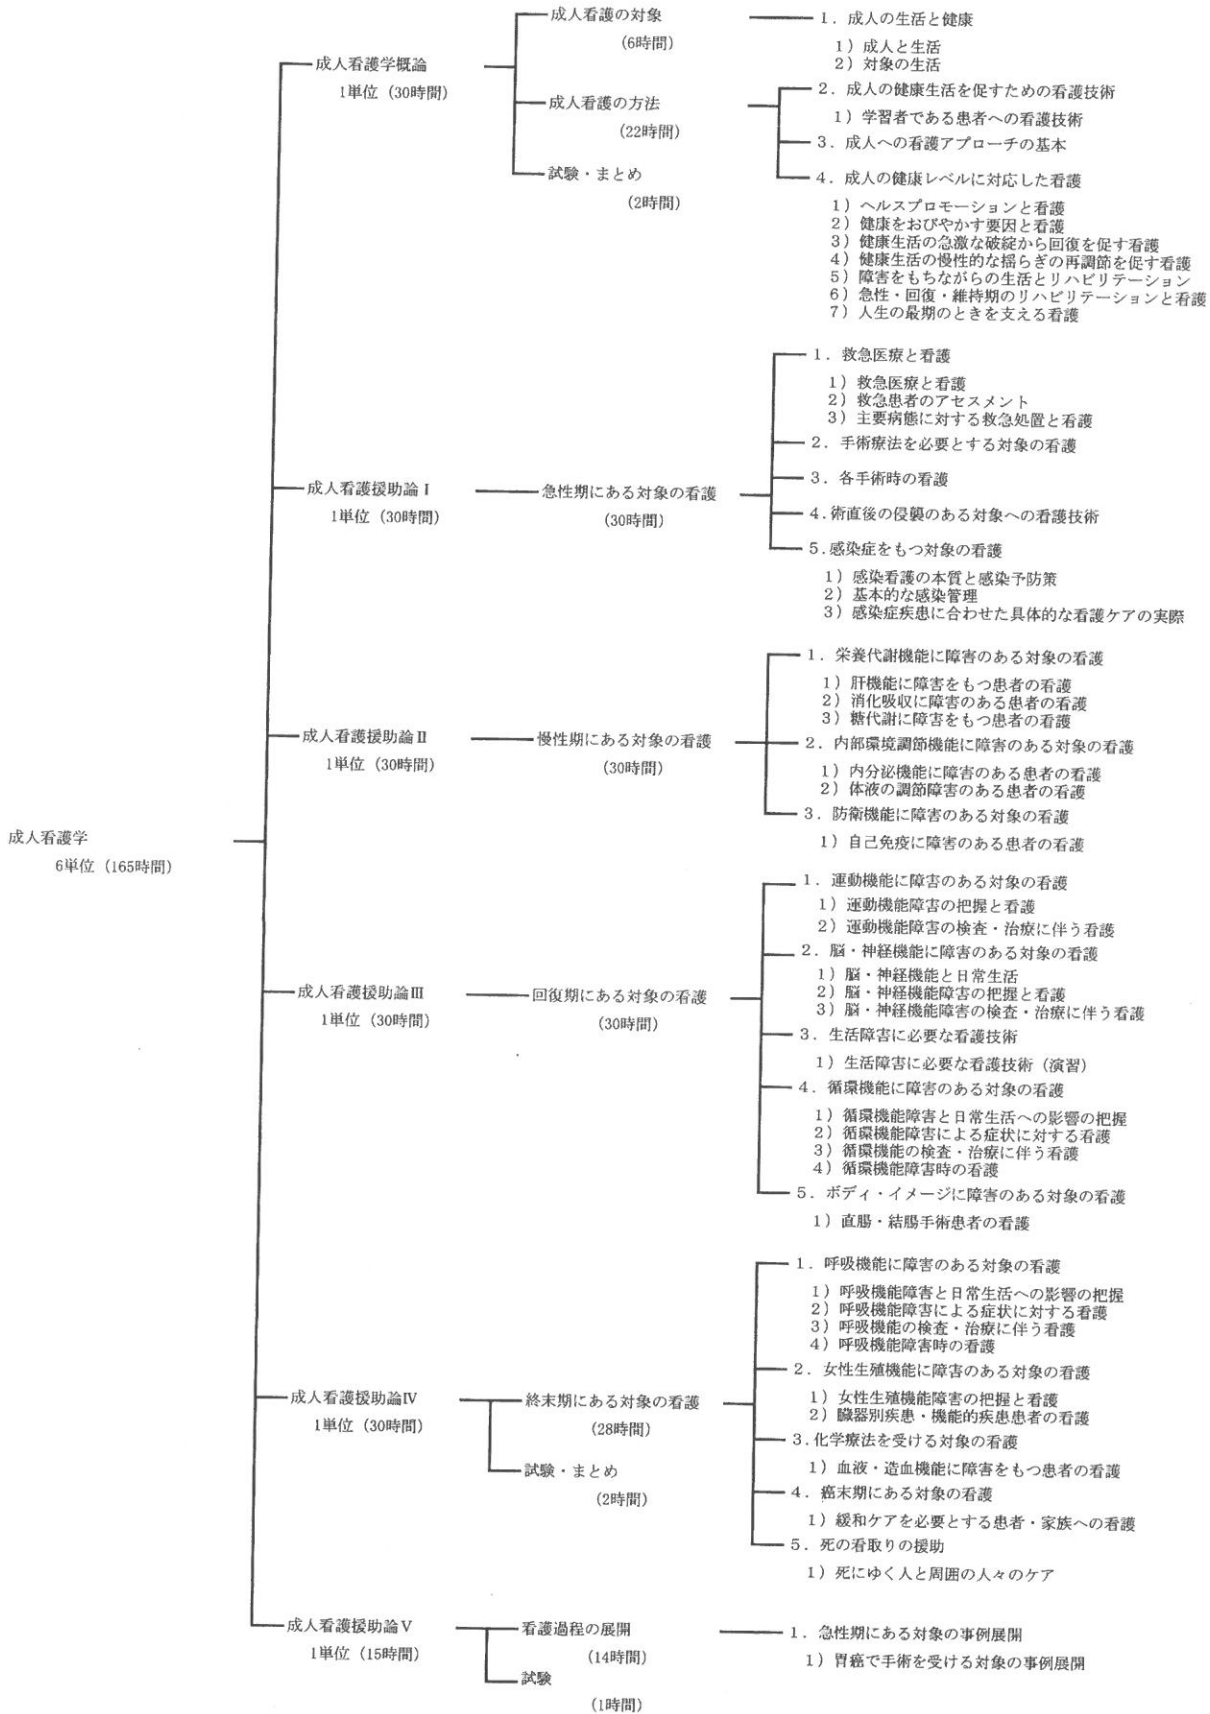 成人看護学
6単位（165時間）
成人看護学概論
1単位（30時間）
成人看護の対象
（6時間）
1．成人の生活と健康
1）成人と生活
2）対象の生活
成人看護の方法
（22時間）
2．成人の健康生活を促すための看護技術
1）学習者である患者への看護技術
3．成人への看護アプローチの基本
4．成人の健康レベルに対応した看護
1）ヘルスプロモーションと看護
2）健康をおびやかす要因と看護
3）健康生活の急激な破綻から回復を促す看護
4）健康生活の慢性的な揺らぎの再調節を促す看護
5）障害をもちながらの生活とリハビリテーション
6）急性・回復・維持期のリハビリテーションと看護
7）人生の最期のときを支える看護
試験・まとめ
（2時間）
成人看護援助論Ⅰ
1単位（30時間）
急性期にある対象の看護
（30時間）
1．救急医療と看護
1）救急医療と看護
2）救急患者のアセスメント
3）主要病態に対する救急処置と看護
2．手術療法を必要とする対象の看護
3．各手術時の看護
4.術直後の侵襲のある対象への看護技術
5.感染症をもつ対象の看護
1）感染看護の本質と感染予防策
2）基本的な感染管理
3）感染症疾患に合わせた具体的な看護ケアの実際
成人看護援助論Ⅱ
1単位（30時間）
慢性期にある対象の看護
（30時間）
1．栄養代謝機能に障害のある対象の看護
1）肝機能に障害をもつ患者の看護
2）消化吸収に障害のある患者の看護
3）糖代謝に障害をもつ患者の看護
2．内部環境調節機能に障害のある対象の看護
1）内分泌機能に障害のある患者の看護
2）体液の調節障害のある患者の看護
3．防衛機能に障害のある対象の看護
1）自己免疫に障害のある患者の看護
成人看護援助論Ⅲ
1単位（30時間）
回復期にある対象の看護
（30時間）
1．運動機能に障害のある対象の看護
1）運動機能障害の把握と看護
2）運動機能障害の検査・治療に伴う看護
2．脳・神経機能に障害のある対象の看護
1）脳・神経機能と日常生活
2）脳・神経機能障害の把握と看護
3）脳・神経機能障害の検査・治療に伴う看護
3．生活障害に必要な看護技術
1）生活障害に必要な看護技術（演習）
4．循環機能に障害のある対象の看護
1）循環機能障害と日常生活への影響の把握
2）循環機能障害による症状に対する看護
3）循環機能の検査・治療に伴う看護
4）循環機能障害時の看護
5．ボディ・イメージに障害のある対象の看護
1）直腸・結腸手術患者の看護
成人看護援助論Ⅳ
1単位（30時間）
終末期にある対象の看護
（28時間）
1．呼吸機能に障害のある対象の看護
1）呼吸機能障害と日常生活への影響の把握
2）呼吸機能障害による症状に対する看護
3）呼吸機能の検査・治療に伴う看護
4）呼吸機能障害時の看護
2．女性生殖機能に障害のある対象の看護
1）女性生殖機能障害の把握と看護
2）臓器別疾患・機能的疾患患者の看護
3.化学療法を受ける対象の看護
1）血液・造血機能に障害をもつ患者の看護
4．癌末期にある対象の看護
1）緩和ケアを必要とする患者・家族への看護
5．死の看取りの援助
1）死にゆく人と周囲の人々のケア
試験・まとめ
（2時間）
成人看護援助論Ⅴ
1単位（15時間）
看護過程の展開
（14時間）
1．急性期にある対象の事例展開
1）胃癌で手術を受ける対象の事例展開
試験
（1時間）